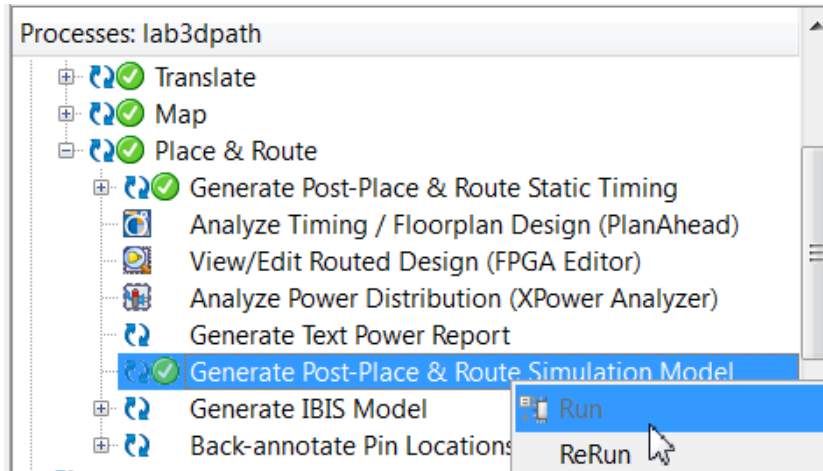 Processes: lab3dpath
Translate
Map
Place & Route
Generate Post-Place & Route Static Timing
Analyze Timing / Floorplan Design (PlanAhead)
View/Edit Routed Design (FPGA Editor)
Analyze Power Distribution (XPower Analyzer)
Generate Text Power Report
Generate Post-Place & Route Simulation Model
Generate IBIS Model
Run
Back-annotate Pin Locations
ReRun